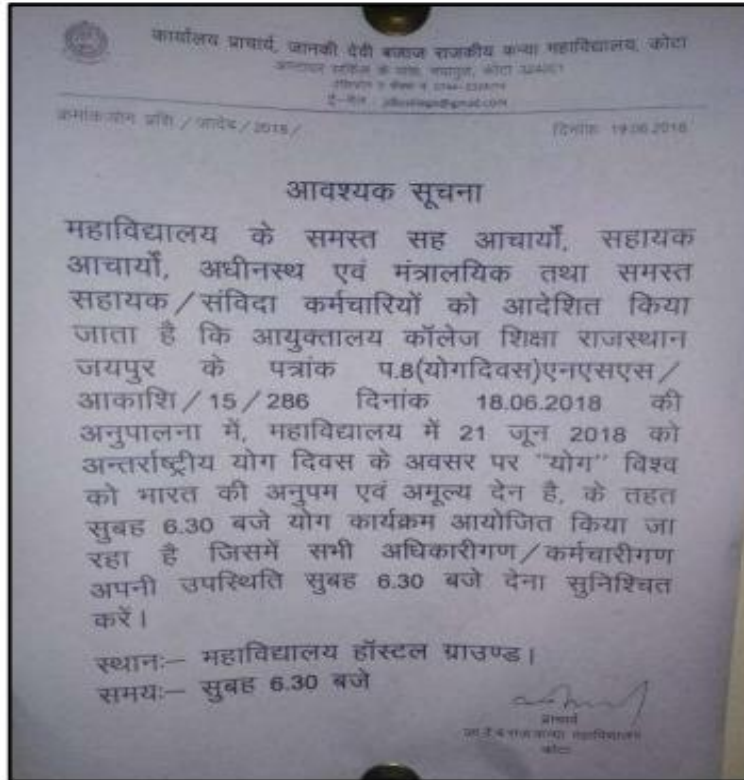 कार्यालय प्राचार्य, जानकी देवी बजाज राजकीय कन्या महाविद्यालय, कोटा
के पास, नयापुरा, कोटा 324001
ई-मेल :
दिनांक 19.06.2018
/ जादेब / 2018 /
आवश्यक सूचना
महाविद्यालय के समस्त सह आचार्यो, सहायक
आचार्यो, अधीनस्थ एवं मंत्रालयिक तथा समस्त
सहायक/संविदा कर्मचारियों को आदेशित किया
जाता है कि आयुक्तालय कॉलेज शिक्षा राजस्थान
जयपुर के पत्रांक प.8(योगदिवस)एनएसएस/
आकाशि/15/286 दिनांक 18.06.2018 की
अनुपालना में, महाविद्यालय में 21 जून 2018 को
अन्तर्राष्ट्रीय योग दिवस के अवसर पर "योग" विश्व
को भारत की अनुपम एवं अमूल्य देन है, के तहत
सुबह 6.30 बजे योग कार्यक्रम आयोजित किया जा
रहा है जिसमें सभी अधिकारीगण/कर्मचारीगण
अपनी उपस्थिति सुबह 6.30 बजे देना सुनिश्चित
करें।
स्थानः– महाविद्यालय हॉस्टल ग्राउण्ड।
समयः– सुबह 6.30 बजे
प्राचार्य
महाविद्यालय
कोटा